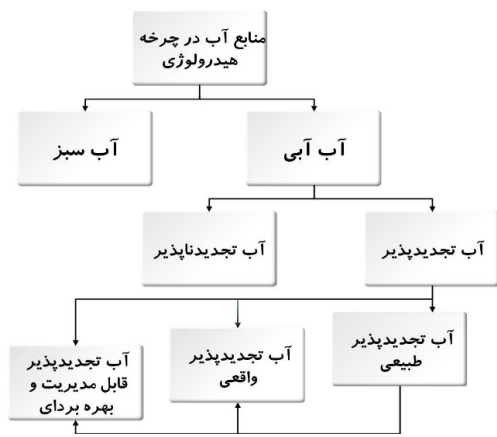 منابع آب در چرخه
هیدرولوژی
آب آبی
آب سبز
آب تجدیدپذیر
آب تجدیدناپذیر
آب تجدیدپذیر
طبیعی
آب تجدیدپذیر
واقعی
آب تجدیدپذیر
قابل مدیریت و
بهره بردای